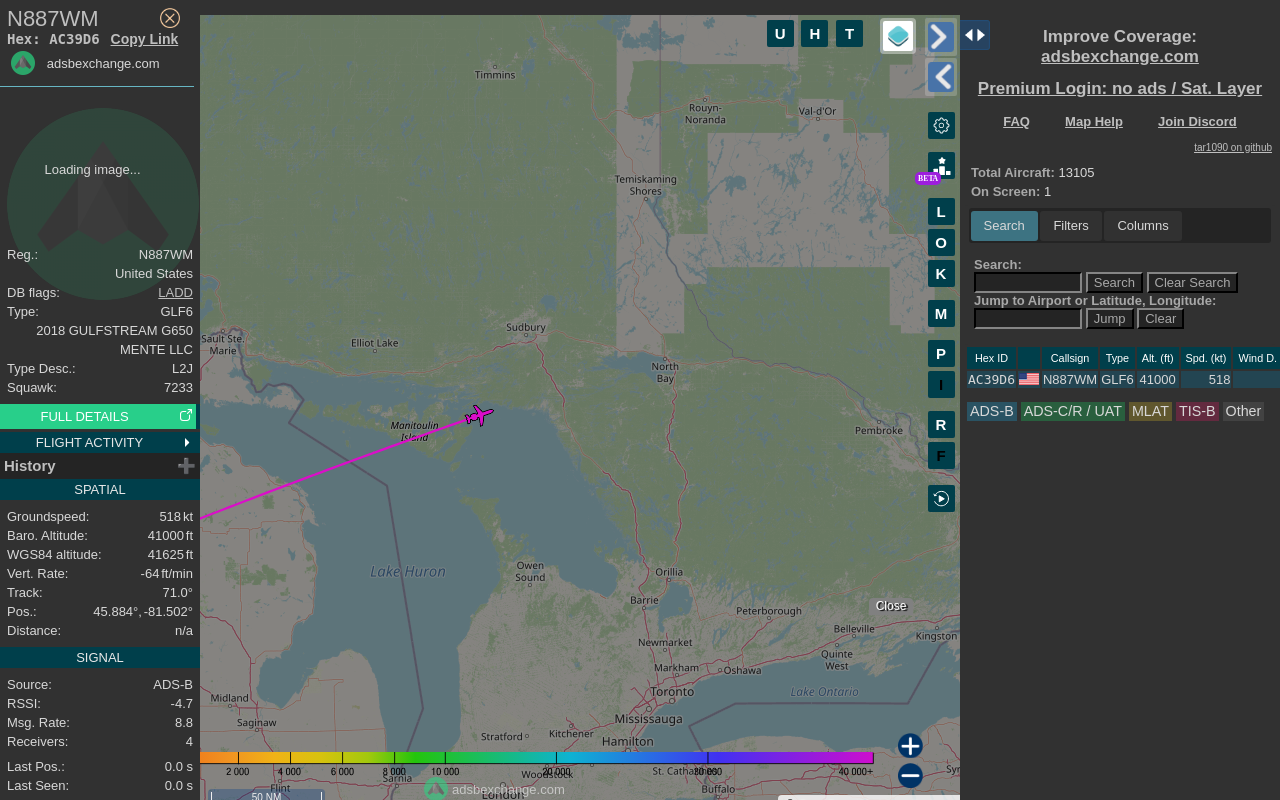 N887WM
Hex: AC39D6 Copy Link
adsbexchange.com
Loading image...
Reg.: N887WM
United States
DB flags: LADD
Type: GLF6
2018 GULFSTREAM G650
MENTE LLC
Type Desc.: L2J
Squawk: 7233
FULL DETAILS
FLIGHT ACTIVITY
History
SPATIAL
Groundspeed: 518 kt
Baro. Altitude: 41000 ft
WGS84 altitude: 41625 ft
Vert. Rate: -64 ft/min
Track: 71.0°
Pos.: 45.884°, -81.502°
Distance: n/a
SIGNAL
Source: ADS-B
RSSI: -4.7
Msg. Rate: 8.8
Receivers: 4
Last Pos.: 0.0 s
Last Seen: 0.0 s
U H T
Timmins
Rouyn-
Noranda
Val-d'Or
Temiskaming
Shores
BETA
L
O
K
M
P
I
R
F
Sault Ste.
Marie
Elliot Lake
Sudbury
North
Bay
Manitoulin
Island
Pembroke
Lake Huron
Owen
Sound
Orillia
Barrie
Peterborough
Close
Belleville
Kingston
Newmarket
Quinte
West
Markham
Oshawa
Toronto
Lake Ontario
Midland
Saginaw
Mississauga
Stratford
Kitchener
Hamilton
2 000 4 000 6 000 8 000 10 000 20 000 30 000 40 000+
Woodstock
St. Catharines
Sarnia
Flint
London
Buffalo
adsbexchange.com
50 NM
Improve Coverage:
adsbexchange.com
Premium Login: no ads / Sat. Layer
FAQ Map Help Join Discord
tar1090 on github
Total Aircraft: 13105
On Screen: 1
Search Filters Columns
Search:
Search Clear Search
Jump to Airport or Latitude, Longitude:
Jump Clear
Hex ID Callsign Type Alt. (ft) Spd. (kt) Wind D.
AC39D6 N887WM GLF6 41000 518
ADS-B ADS-C/R / UAT MLAT TIS-B Other